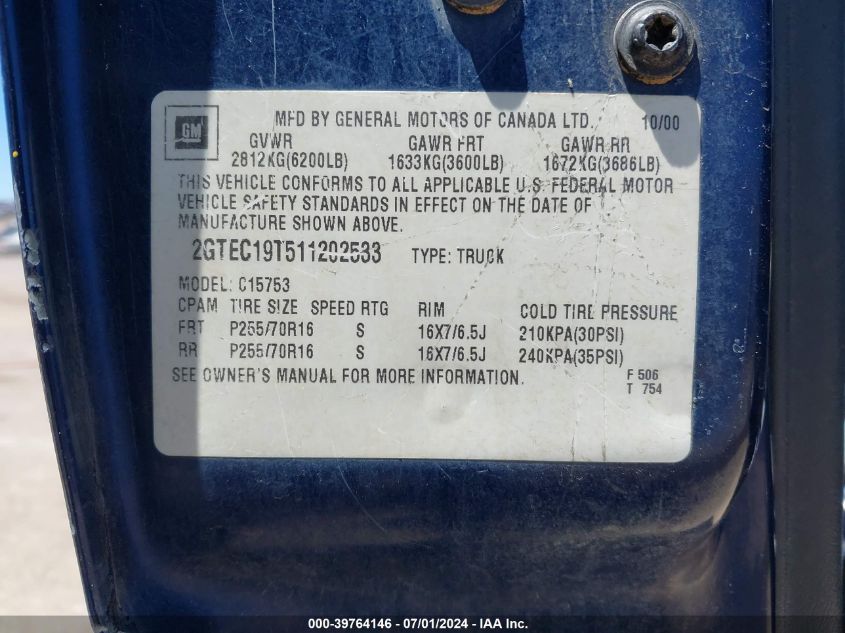 GM
MFD BY GENERAL MOTORS OF CANADA LTD. 10/00
GVWR GAWR FRT GAWR RR
2812KG(6200LB) 1633KG(3600LB) 1672KG(3686LB)
THIS VEHICLE CONFORMS TO ALL APPLICABLE U.S. FEDERAL MOTOR
VEHICLE SAFETY STANDARDS IN EFFECT ON THE DATE OF
MANUFACTURE SHOWN ABOVE.
2GTEC19T511202533 TYPE: TRUCK
MODEL: C15753
CPAM TIRE SIZE SPEED RTG RIM COLD TIRE PRESSURE
FRT P255/70R16 S 16X7/6.5J 210KPA(30PSI)
RR P255/70R16 S 16X7/6.5J 240KPA(35PSI)
SEE OWNER'S MANUAL FOR MORE INFORMATION.
F 506
T 754
000-39764146 - 07/01/2024 - IAA Inc.